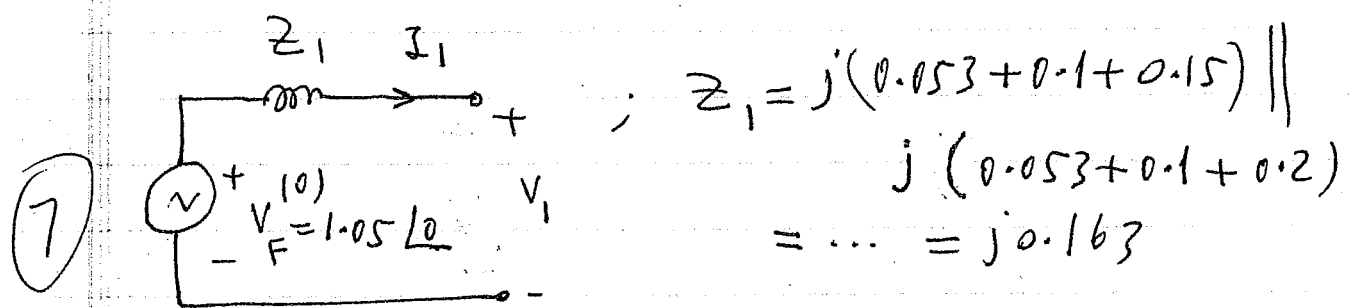 Z₁ I₁
; Z₁ = j(0.053+0.1+0.15) ||
j(0.053+0.1+0.2)
= ... = j0.163
7
+
V_F^(0) = 1.05 ∠0
-
+
V₁
-